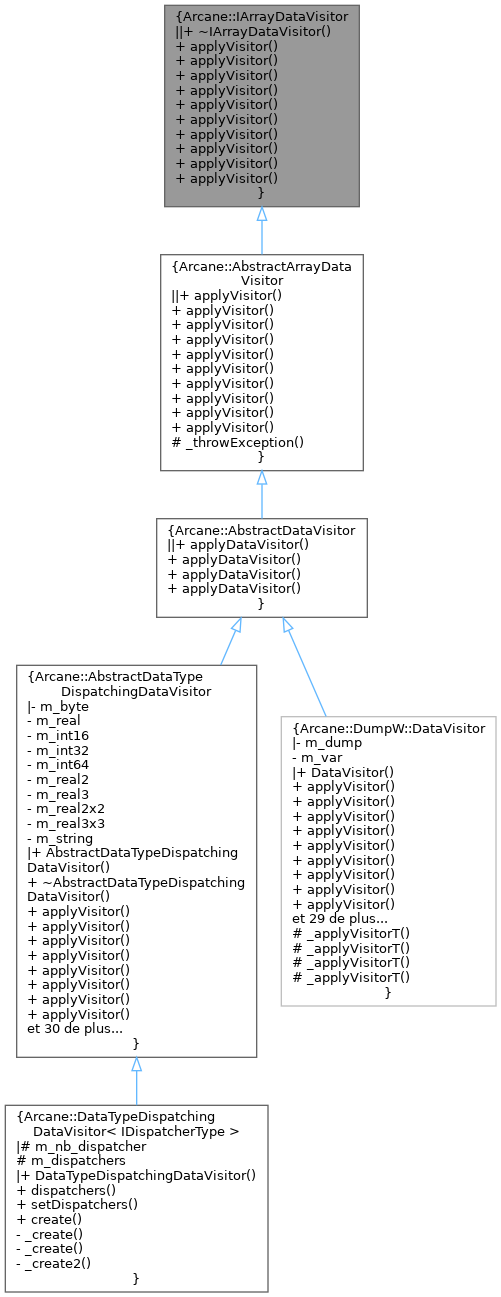 {Arcane::IArrayDataVisitor
||+ ~IArrayDataVisitor()
+ applyVisitor()
+ applyVisitor()
+ applyVisitor()
+ applyVisitor()
+ applyVisitor()
+ applyVisitor()
+ applyVisitor()
+ applyVisitor()
+ applyVisitor()
+ applyVisitor()
}
{Arcane::AbstractArrayData
Visitor
||+ applyVisitor()
+ applyVisitor()
+ applyVisitor()
+ applyVisitor()
+ applyVisitor()
+ applyVisitor()
+ applyVisitor()
+ applyVisitor()
+ applyVisitor()
+ applyVisitor()
# _throwException()
}
{Arcane::AbstractDataVisitor
||+ applyDataVisitor()
+ applyDataVisitor()
+ applyDataVisitor()
+ applyDataVisitor()
}
{Arcane::AbstractDataType
DispatchingDataVisitor
|- m_byte
- m_real
- m_int16
- m_int32
- m_int64
- m_real2
- m_real3
- m_real2x2
- m_real3x3
- m_string
|+ AbstractDataTypeDispatching
DataVisitor()
+ ~AbstractDataTypeDispatching
DataVisitor()
+ applyVisitor()
+ applyVisitor()
+ applyVisitor()
+ applyVisitor()
+ applyVisitor()
+ applyVisitor()
+ applyVisitor()
+ applyVisitor()
et 30 de plus...
}
{Arcane::DumpW::DataVisitor
|- m_dump
- m_var
|+ DataVisitor()
+ applyVisitor()
+ applyVisitor()
+ applyVisitor()
+ applyVisitor()
+ applyVisitor()
+ applyVisitor()
+ applyVisitor()
+ applyVisitor()
+ applyVisitor()
et 29 de plus...
# _applyVisitorT()
# _applyVisitorT()
# _applyVisitorT()
# _applyVisitorT()
}
{Arcane::DataTypeDispatching
DataVisitor< IDispatcherType >
|# m_nb_dispatcher
# m_dispatchers
|+ DataTypeDispatchingDataVisitor()
+ dispatchers()
+ setDispatchers()
+ create()
- _create()
- _create()
- _create2()
}